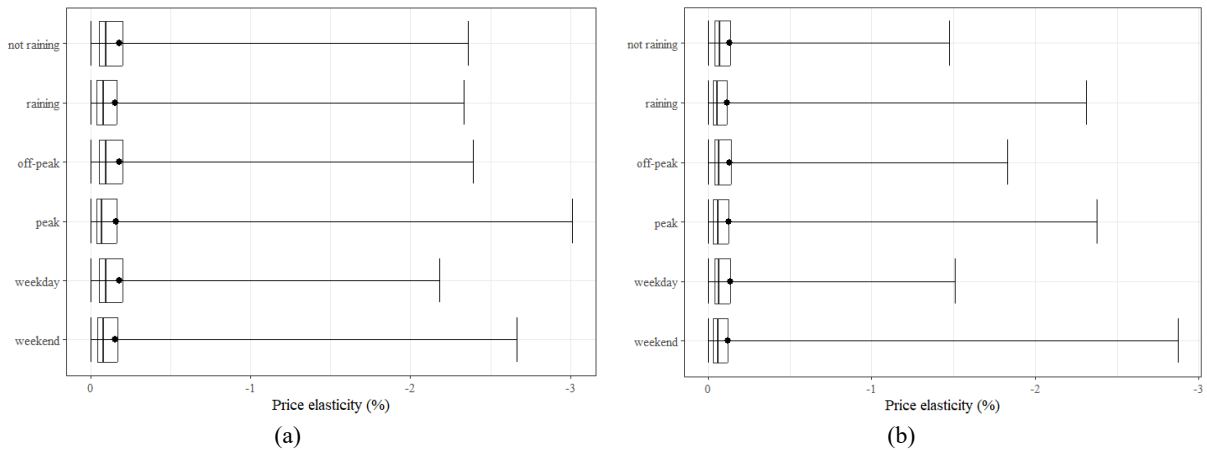 not raining
raining
off-peak
peak
weekday
weekend
0 -1 -2 -3
Price elasticity (%)
(a)
not raining
raining
off-peak
peak
weekday
weekend
0 -1 -2 -3
Price elasticity (%)
(b)